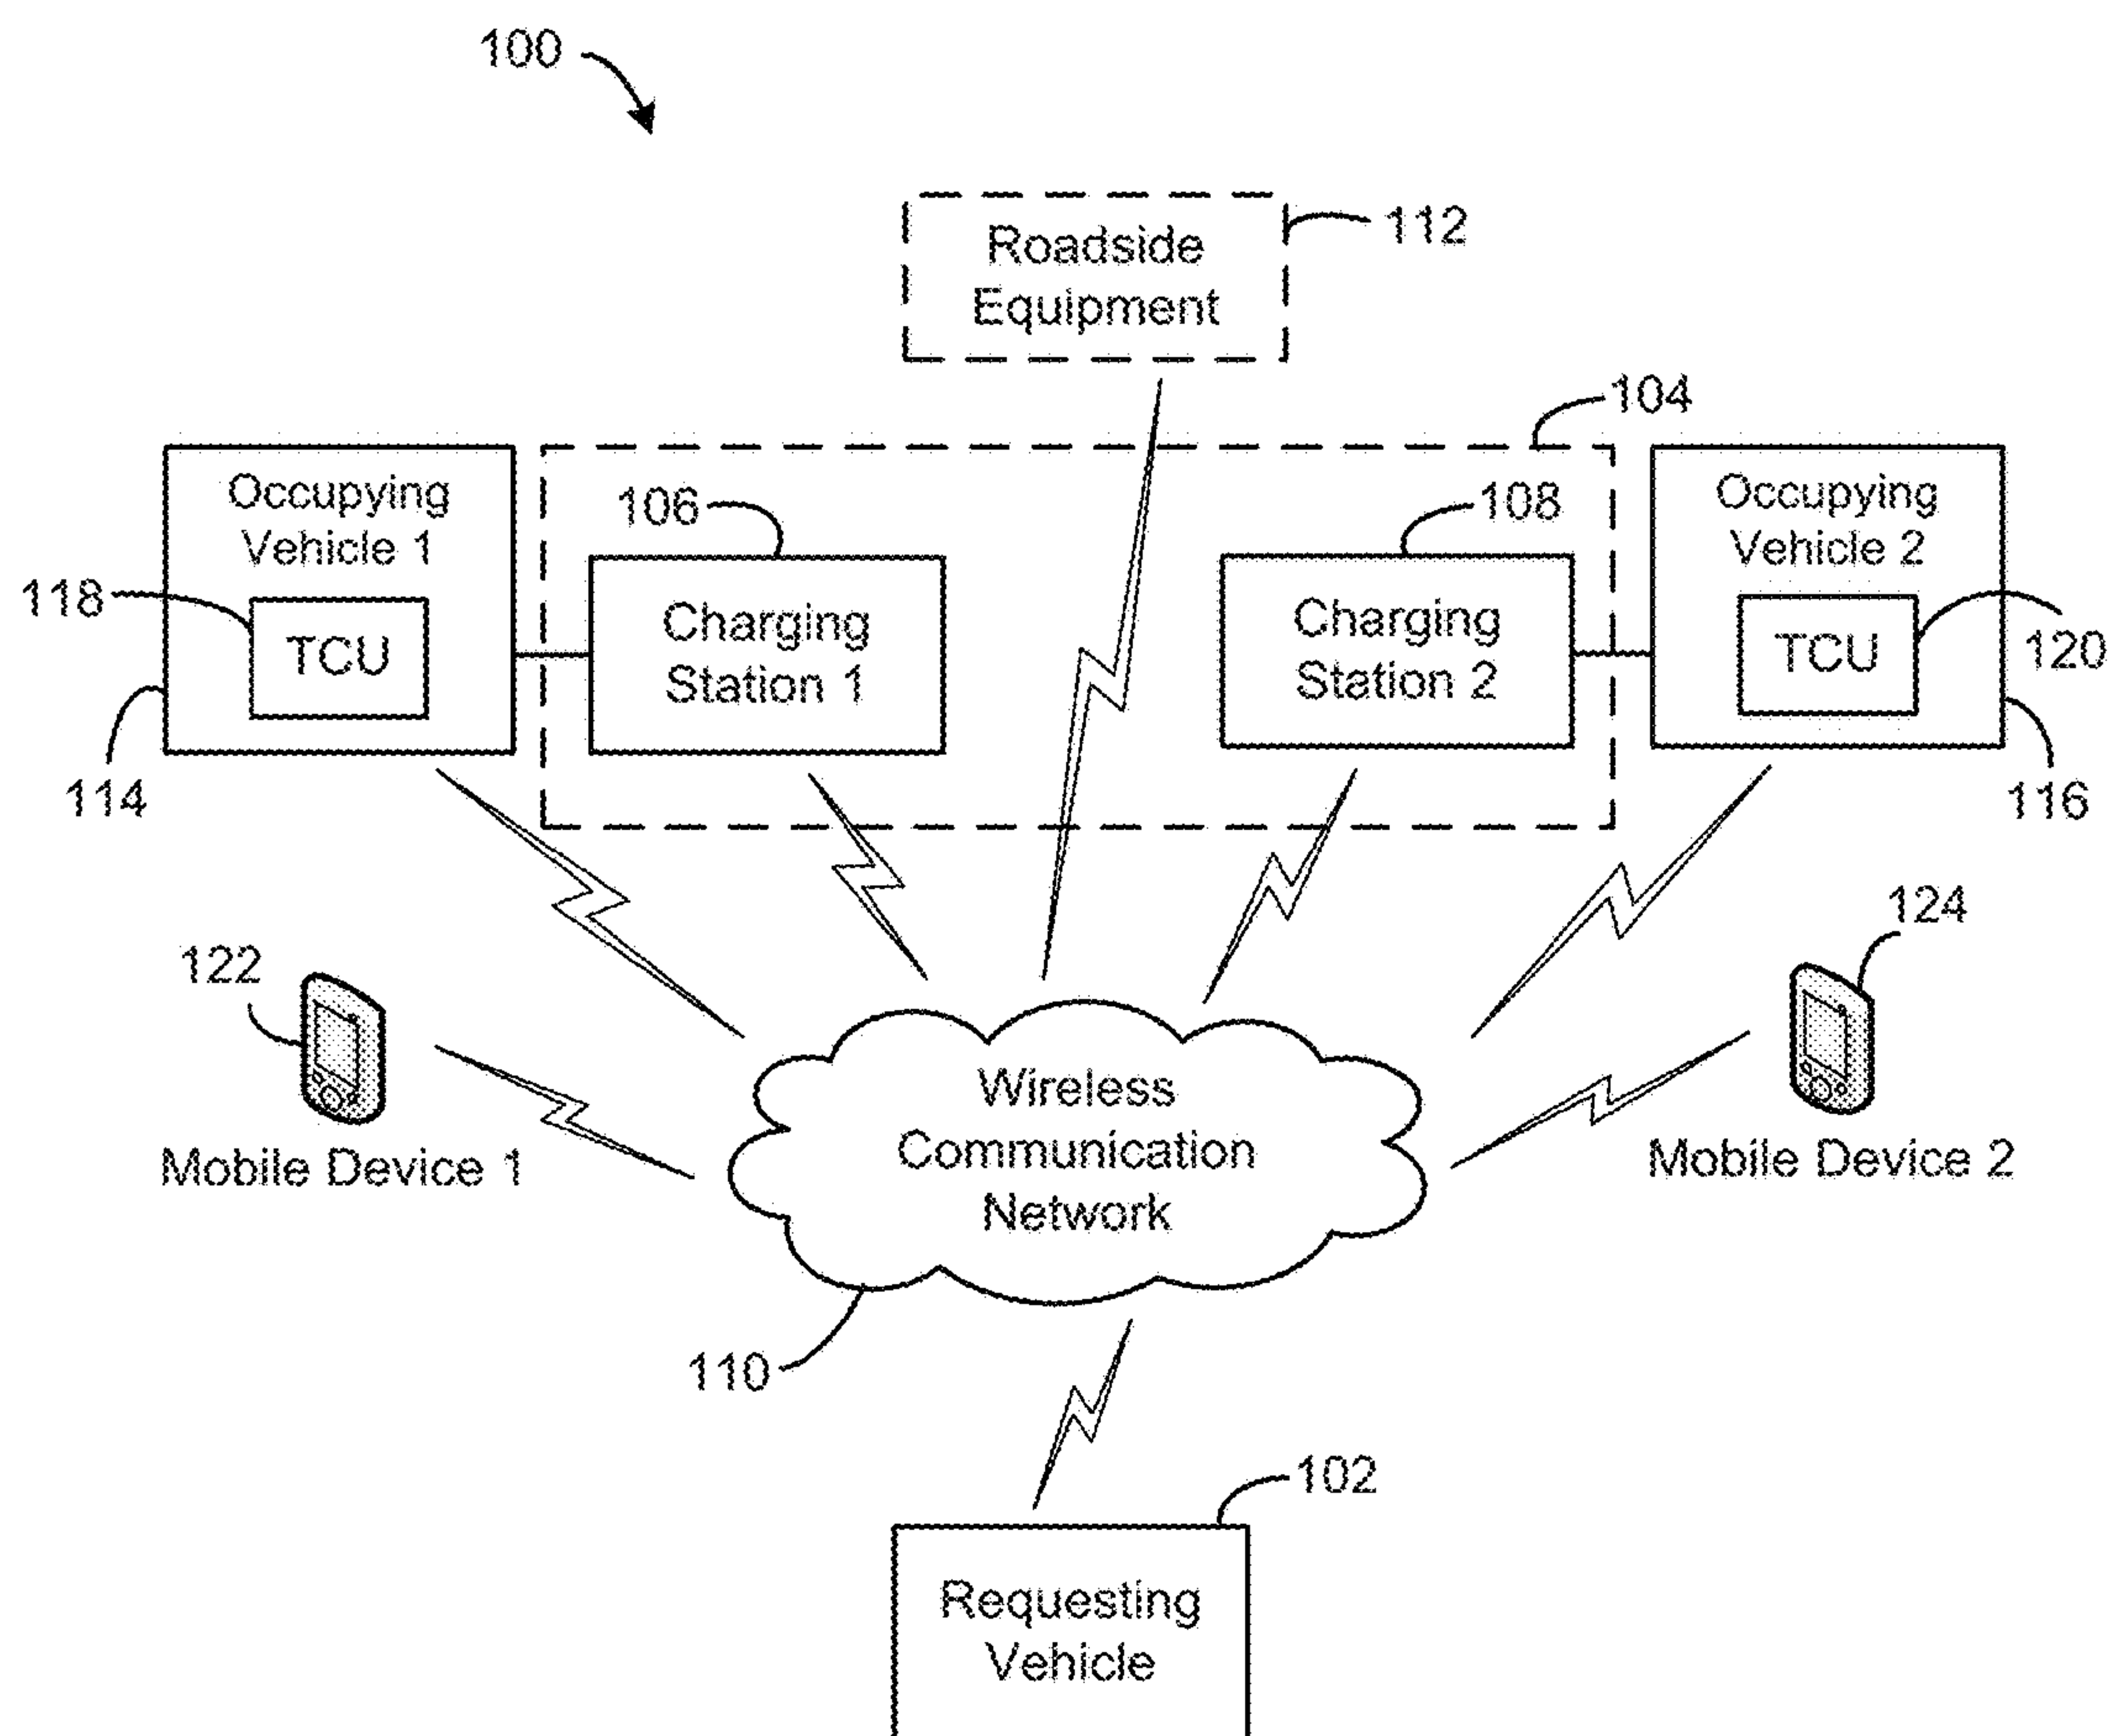 100
Roadside
Equipment
112
104
Occupying
Vehicle 1
106
108
Occupying
Vehicle 2
118
TCU
Charging
Station 1
Charging
Station 2
TCU
120
114
116
122
124
Mobile Device 1
Wireless
Communication
Network
Mobile Device 2
110
102
Requesting
Vehicle